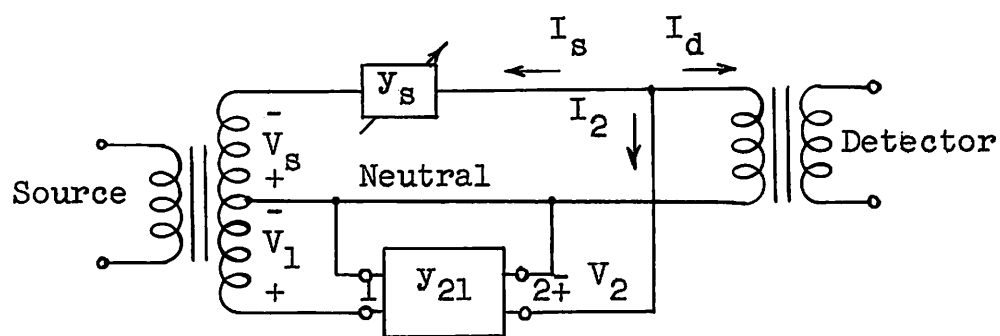 I_s I_d
y_s
I_2
- V_s +
Source
Neutral
Detector
- V_1 +
1 y_21 2 - + V_2